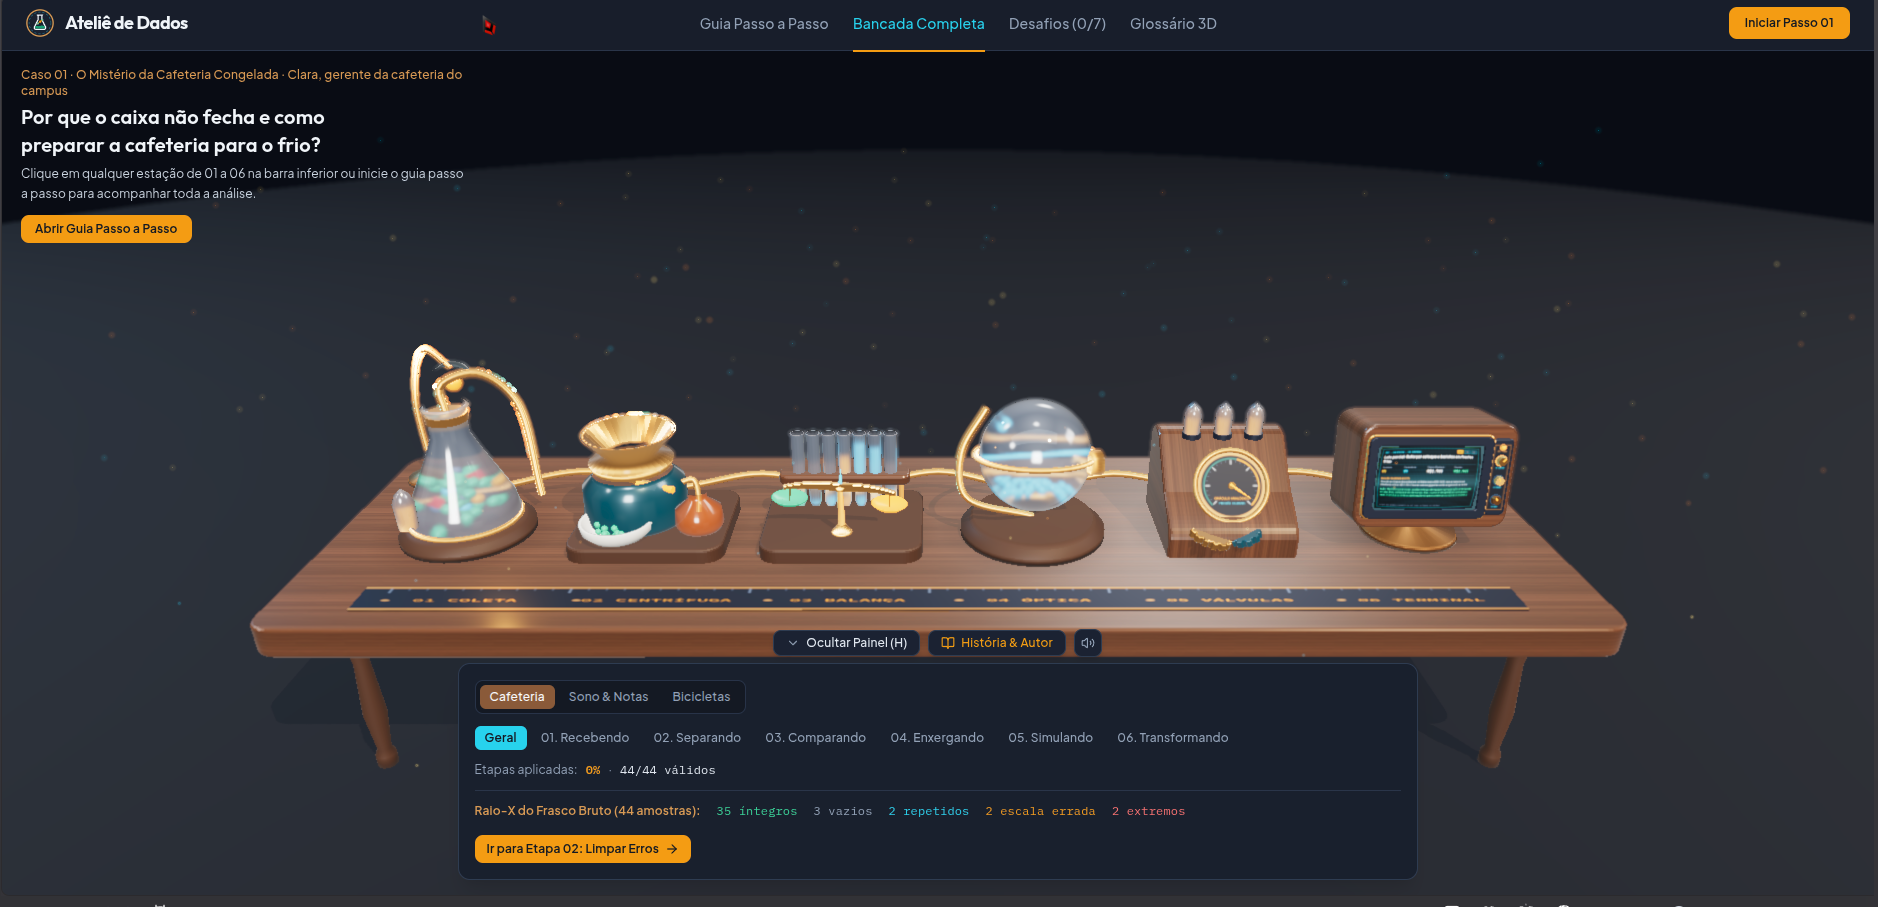 Ateliê de Dados
Guia Passo a Passo
Bancada Completa
Desafios (0/7)
Glossário 3D
Iniciar Passo 01
Caso 01 · O Mistério da Cafeteria Congelada · Clara, gerente da cafeteria do
campus
Por que o caixa não fecha e como
preparar a cafeteria para o frio?
Clique em qualquer estação de 01 a 06 na barra inferior ou inicie o guia passo
a passo para acompanhar toda a análise.
Abrir Guia Passo a Passo
01 COLETA
02 CENTRÍFUGA
03 BALANÇA
04 ÓPTICA
05 VÁLVULAS
06 TERMINAL
Ocultar Painel (H)
História & Autor
Cafeteria
Sono & Notas
Bicicletas
Geral
01. Recebendo
02. Separando
03. Comparando
04. Enxergando
05. Simulando
06. Transformando
Etapas aplicadas: 0% · 44/44 válidos
Raio-X do Frasco Bruto (44 amostras): 35 íntegros 3 vazios 2 repetidos 2 escala errada 2 extremos
Ir para Etapa 02: Limpar Erros